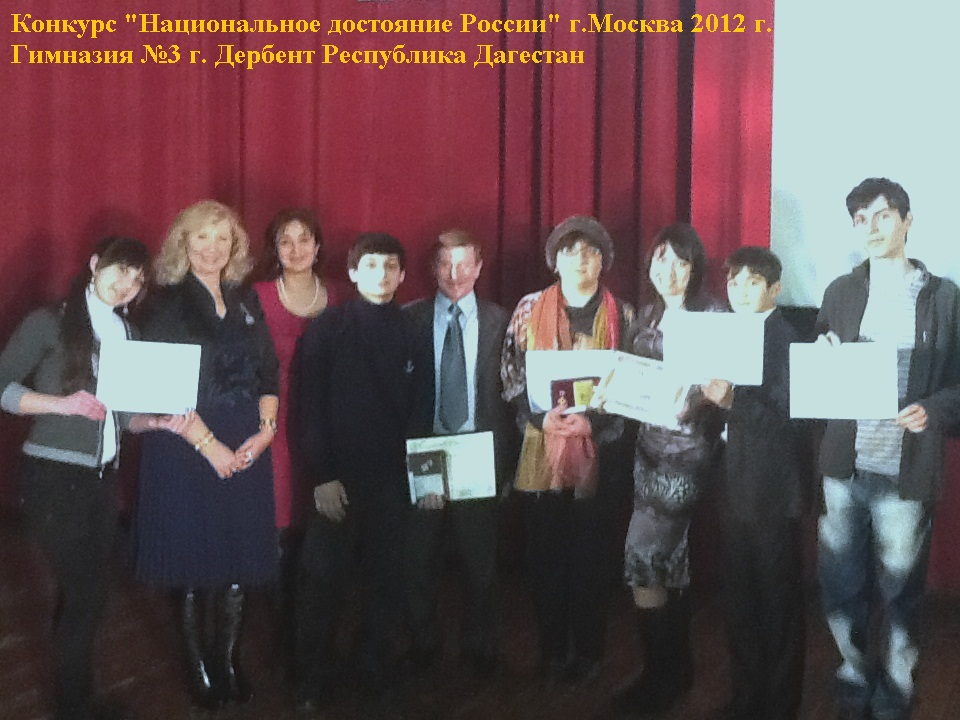 Конкурс "Национальное достояние России" г.Москва 2012 г.
Гимназия №3 г. Дербент Республика Дагестан